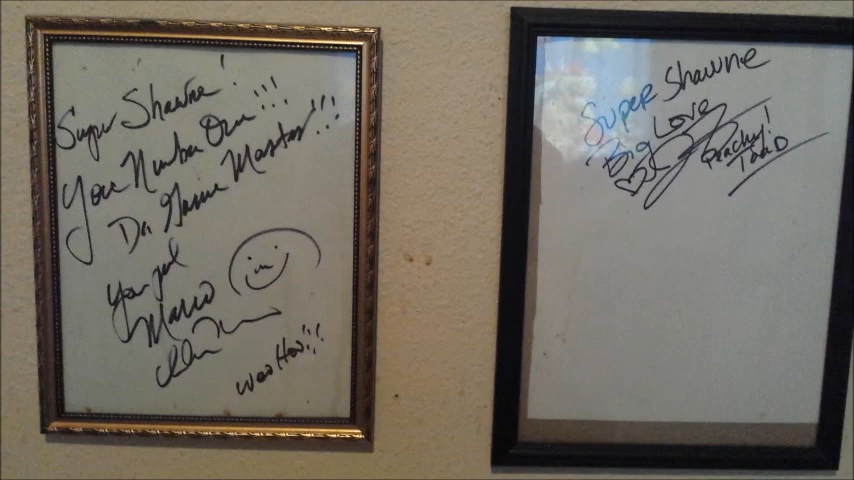 Super Shawne!
You Number One!!!
Da Game Master!!!
Your pal
Mario
Woo Hoo!!!
Super Shawne
Big Love
Peachy!
Toad